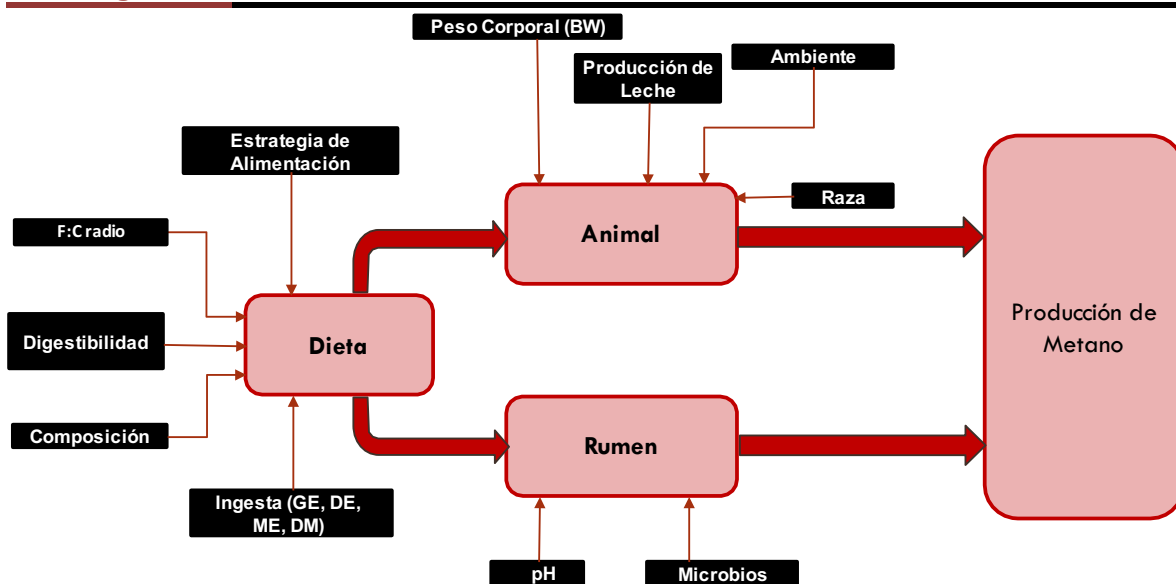 Peso Corporal (BW)
Producción de
Leche
Ambiente
Estrategia de
Alimentación
Raza
F:C radio
Animal
Digestibilidad
Dieta
Producción de
Metano
Composición
Rumen
Ingesta (GE, DE,
ME, DM)
pH
Microbios